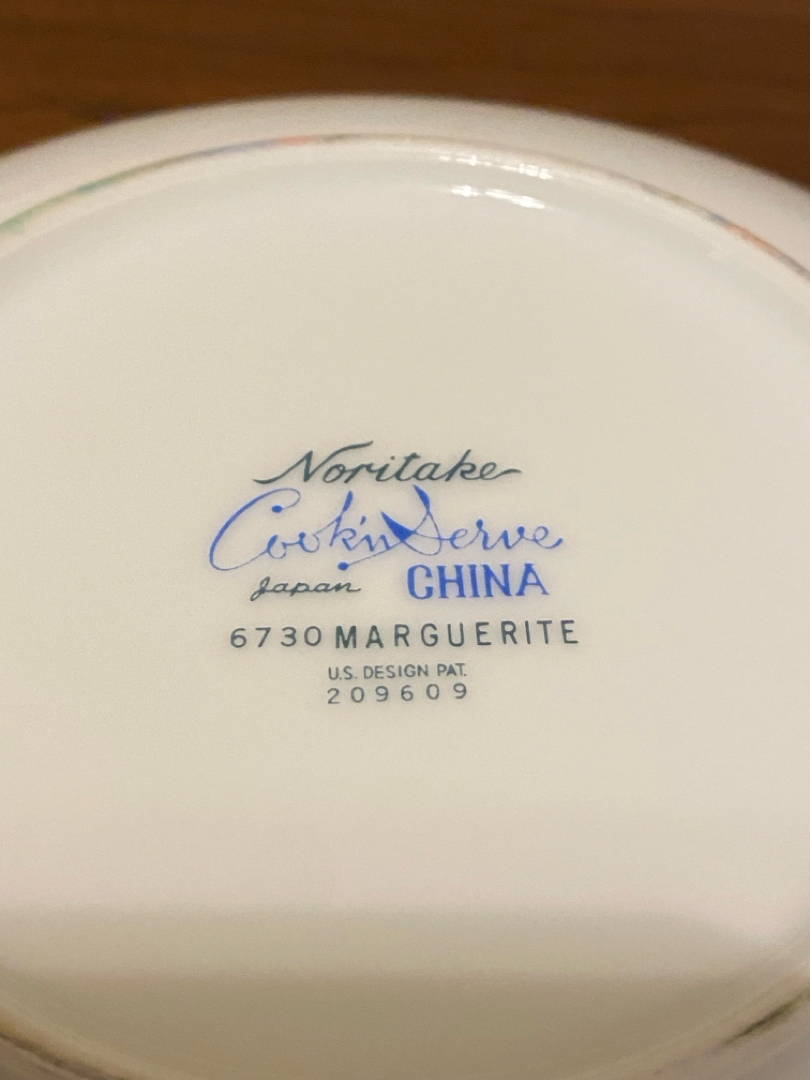 Noritake
Cook'n Serve
Japan CHINA
6730 MARGUERITE
U.S. DESIGN PAT.
209609